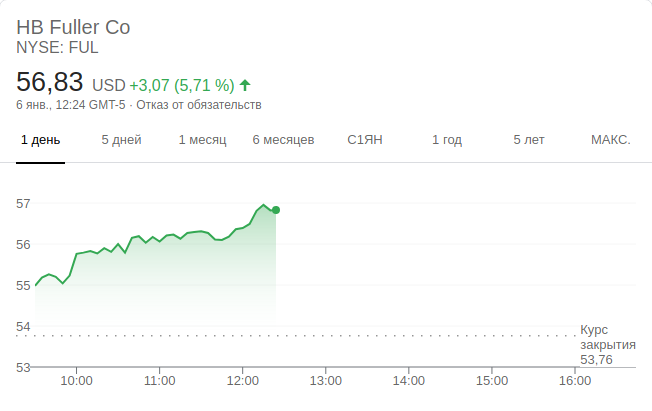 HB Fuller Co
NYSE: FUL
56,83 USD +3,07 (5,71 %)
6 янв., 12:24 GMT-5 · Отказ от обязательств
1 день 5 дней 1 месяц 6 месяцев С1ЯН 1 год 5 лет МАКС.
57
56
55
54
Курс
закрытия
53,76
53
10:00 11:00 12:00 13:00 14:00 15:00 16:00